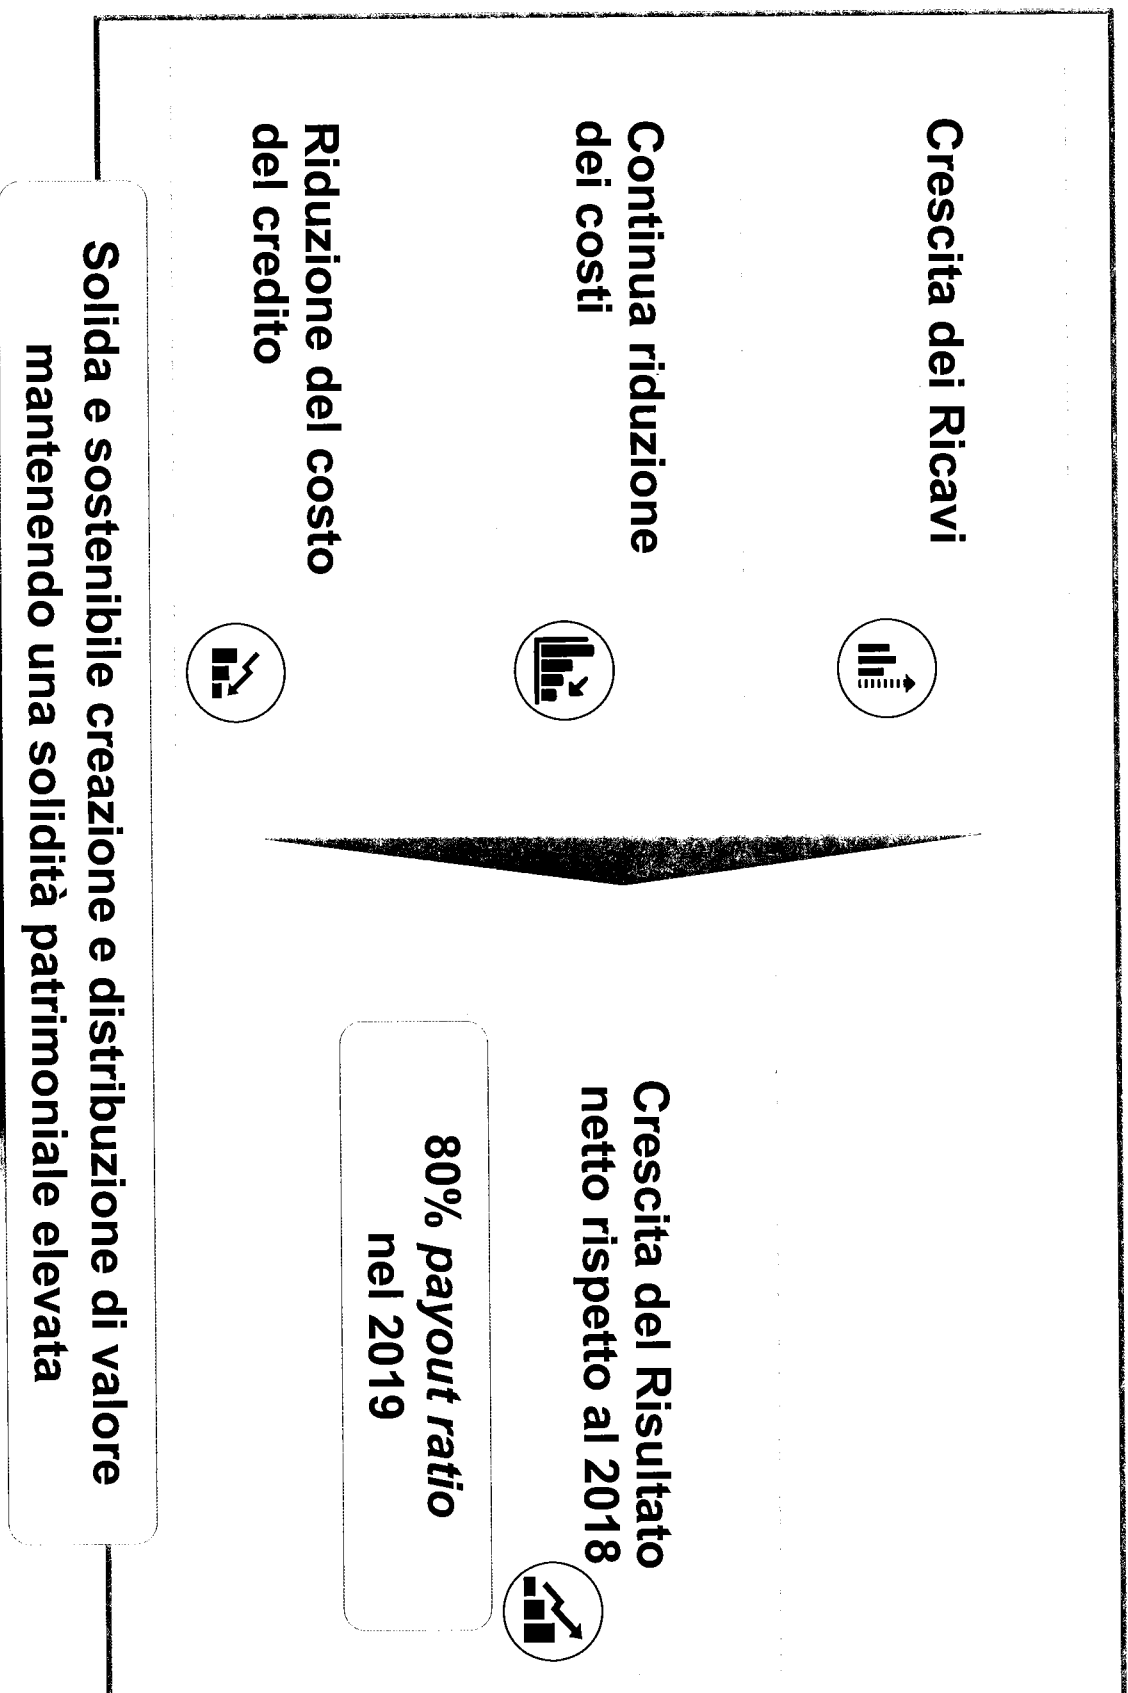 Crescita dei Ricavi
Continua riduzione
dei costi
Riduzione del costo
del credito
Crescita del Risultato
netto rispetto al 2018
80% payout ratio
nel 2019
Solida e sostenibile creazione e distribuzione di valore
mantenendo una solidità patrimoniale elevata